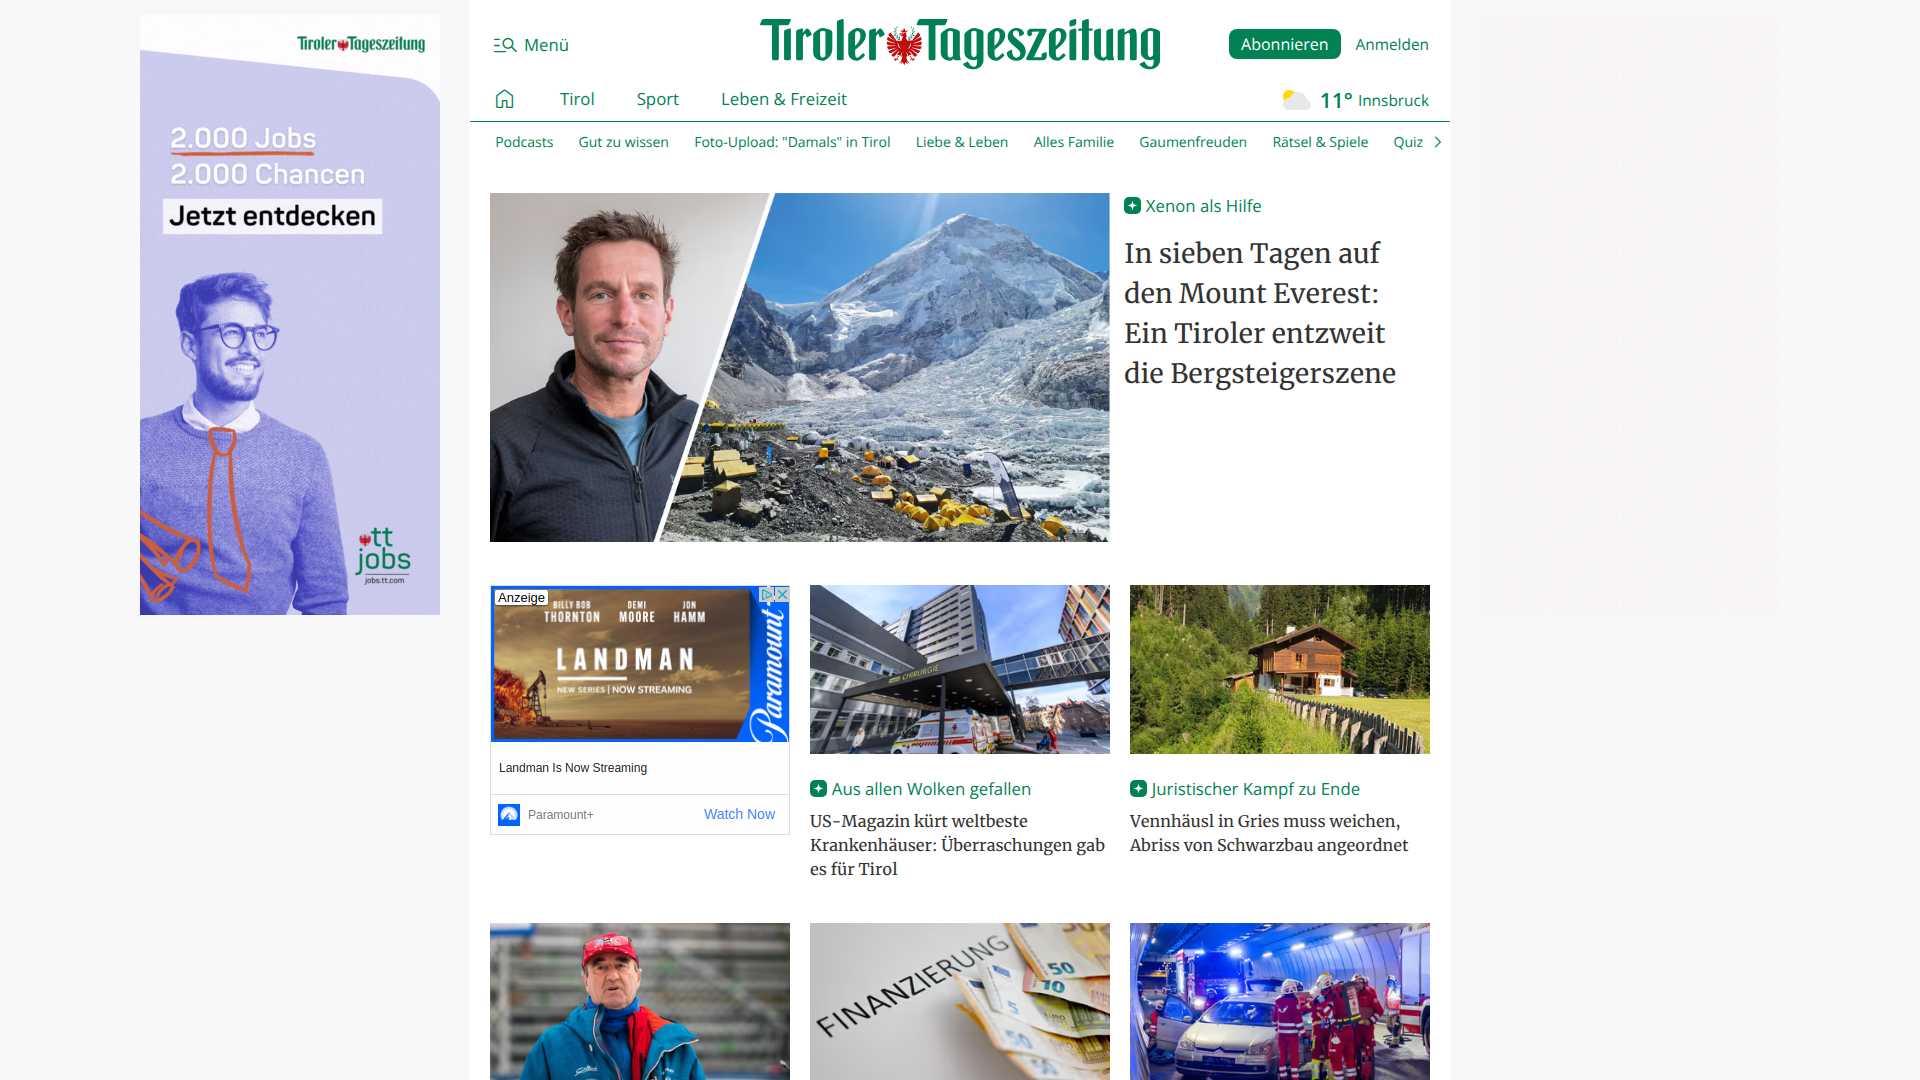 Tiroler Tageszeitung
2.000 Jobs
2.000 Chancen
Jetzt entdecken
tt
jobs
jobs.tt.com
Menü
Tiroler Tageszeitung
Abonnieren
Anmelden
Tirol
Sport
Leben & Freizeit
11° Innsbruck
Podcasts
Gut zu wissen
Foto-Upload: "Damals" in Tirol
Liebe & Leben
Alles Familie
Gaumenfreuden
Rätsel & Spiele
Quiz
Xenon als Hilfe
In sieben Tagen auf
den Mount Everest:
Ein Tiroler entzweit
die Bergsteigerszene
Anzeige
BILLY BOB THORNTON
DEMI MOORE
JON HAMM
LANDMAN
NEW SERIES | NOW STREAMING
Paramount+
Landman Is Now Streaming
Paramount+
Watch Now
CHIRURGIE
Aus allen Wolken gefallen
US-Magazin kürt weltbeste
Krankenhäuser: Überraschungen gab
es für Tirol
Juristischer Kampf zu Ende
Vennhäusl in Gries muss weichen,
Abriss von Schwarzbau angeordnet
FINANZIERUNG
50
50
10
5
50